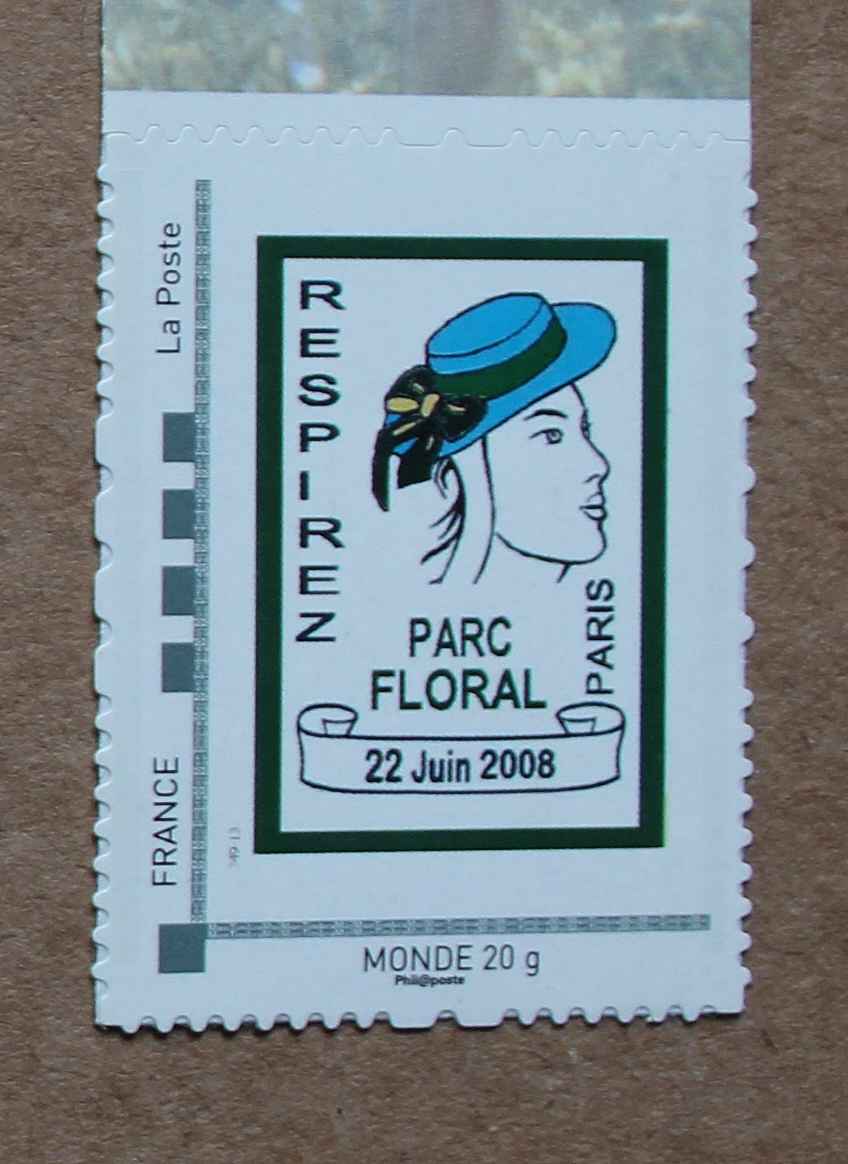 La Poste
FRANCE
RESPIREZ
PARC
FLORAL
PARIS
22 Juin 2008
MONDE 20 g
Phil@poste